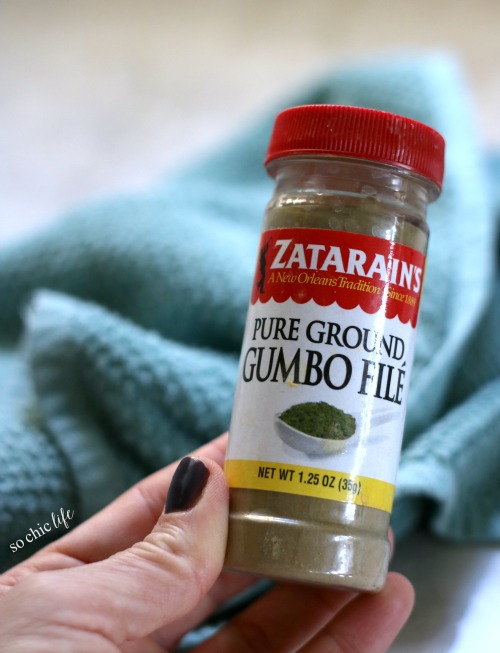 ZATARAIN'S
A New Orleans Tradition Since 1889
PURE GROUND
GUMBO FILÉ
NET WT 1.25 OZ (35g)
so chic life